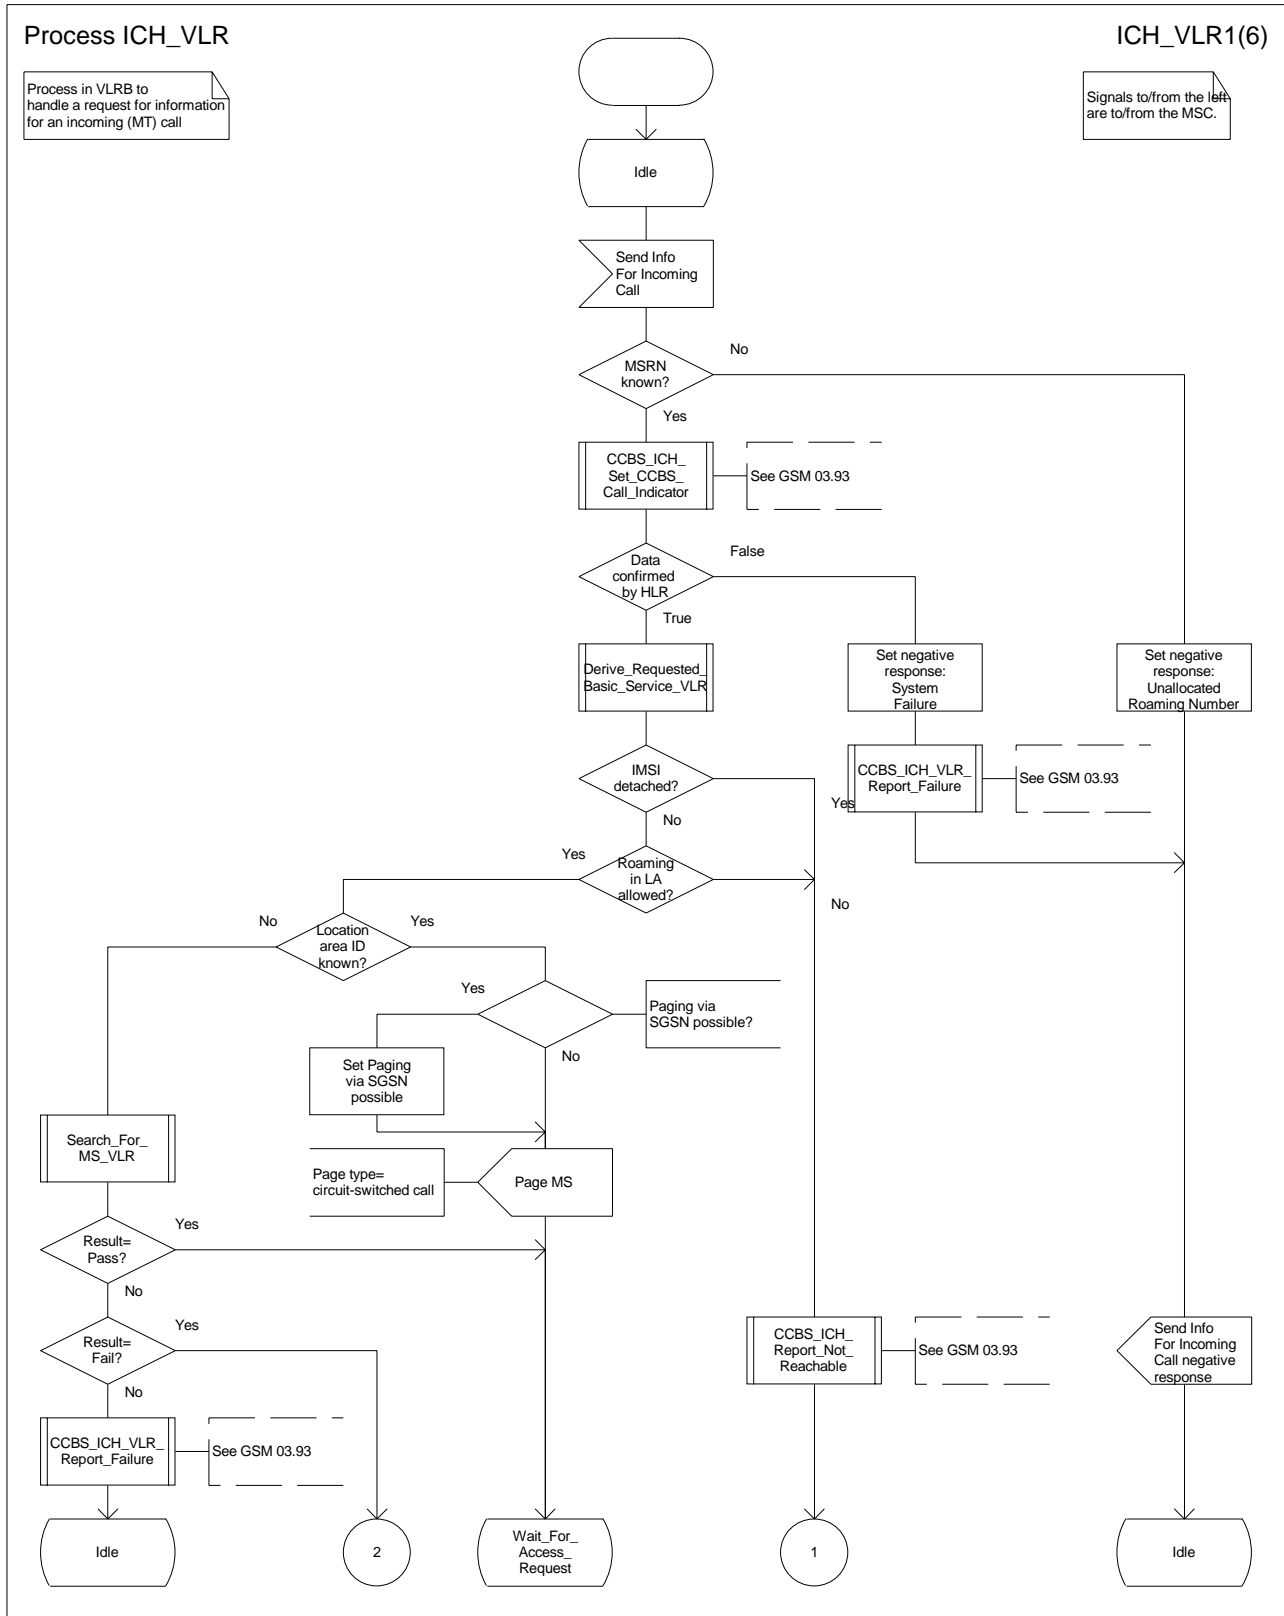 Process ICH_VLR
ICH_VLR1(6)
Process in VLRB to
handle a request for information
for an incoming (MT) call
Signals to/from the left
are to/from the MSC.
Idle
Send Info
For Incoming
Call
No
MSRN
known?
Yes
CCBS_ICH_
Set_CCBS_
Call_Indicator
See GSM 03.93
False
Data
confirmed
by HLR
True
Derive_Requested_
Basic_Service_VLR
Set negative
response:
System
Failure
Set negative
response:
Unallocated
Roaming Number
IMSI
detached?
CCBS_ICH_VLR_
Report_Failure
See GSM 03.93
Yes
No
Yes
Roaming
in LA
allowed?
No
No
Location
area ID
known?
Yes
Yes
Paging via
SGSN possible?
No
Set Paging
via SGSN
possible
Search_For_
MS_VLR
Page type=
circuit-switched call
Page MS
Yes
Result=
Pass?
No
Yes
Result=
Fail?
No
CCBS_ICH_
Report_Not_
Reachable
See GSM 03.93
Send Info
For Incoming
Call negative
response
CCBS_ICH_VLR_
Report_Failure
See GSM 03.93
Idle
2
Wait_For_
Access_
Request
1
Idle